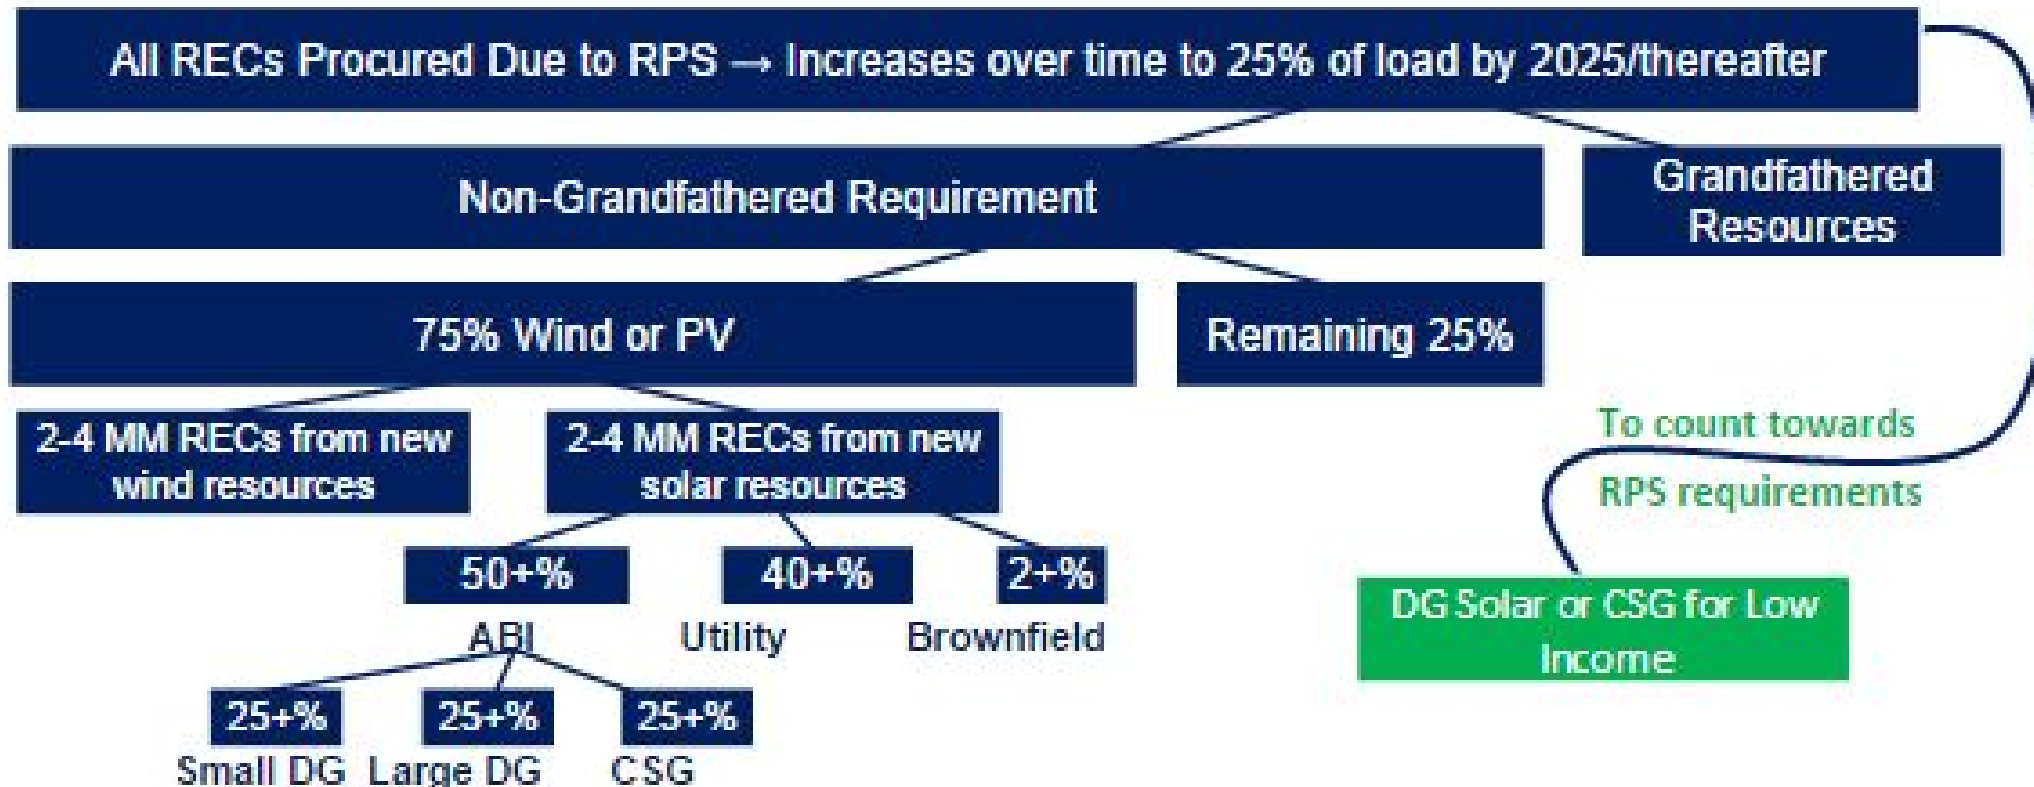 All RECs Procured Due to RPS → Increases over time to 25% of load by 2025/thereafter
Non-Grandfathered Requirement
Grandfathered
Resources
75% Wind or PV
Remaining 25%
2-4 MM RECs from new
wind resources
2-4 MM RECs from new
solar resources
To count towards
RPS requirements
50+%
40+%
2+%
ABI
Utility
Brownfield
DG Solar or CSG for Low
Income
25+%
25+%
25+%
Small DG
Large DG
CSG